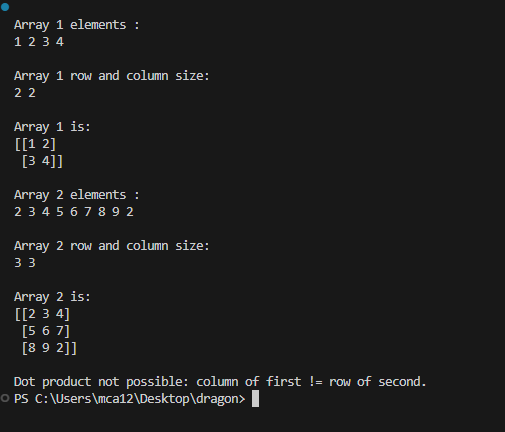 Array 1 elements :
1 2 3 4
Array 1 row and column size:
2 2
Array 1 is:
[[1 2]
 [3 4]]
Array 2 elements :
2 3 4 5 6 7 8 9 2
Array 2 row and column size:
3 3
Array 2 is:
[[2 3 4]
 [5 6 7]
 [8 9 2]]
Dot product not possible: column of first != row of second.
PS C:\Users\mca12\Desktop\dragon>